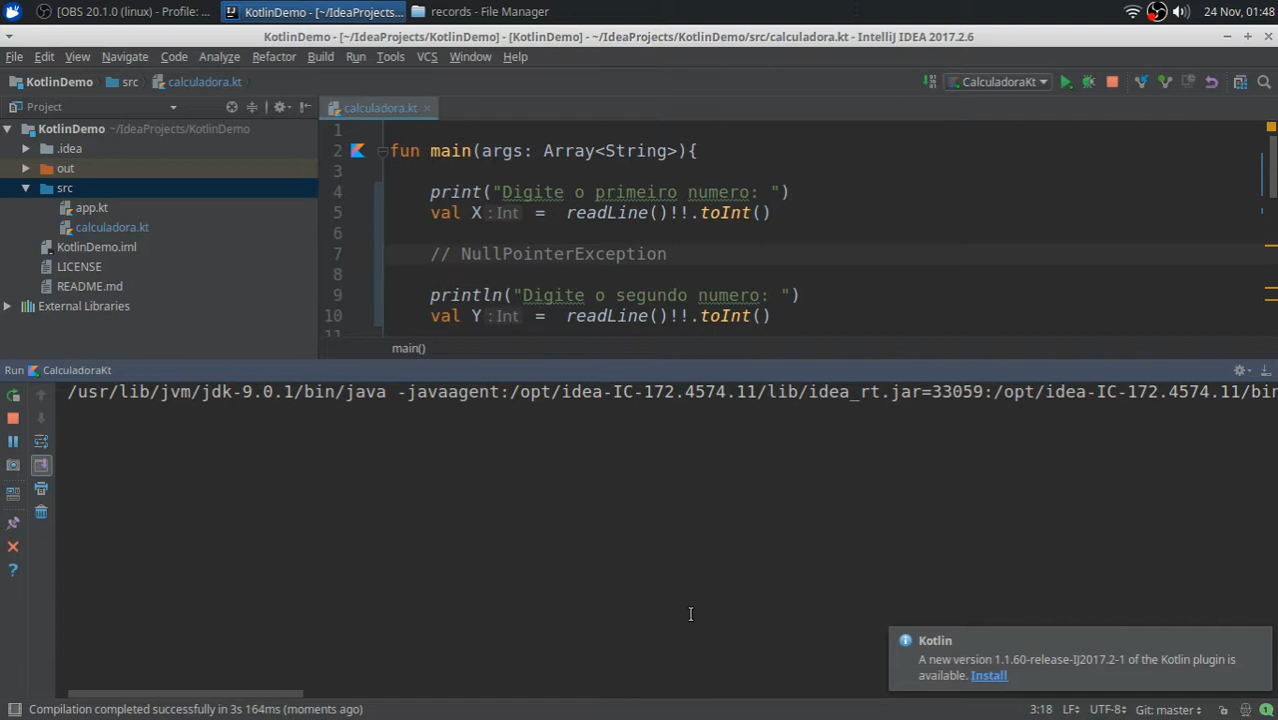 [OBS 20.1.0 (linux) - Profile: ...
KotlinDemo - [~/IdeaProjects...
records - File Manager
24 Nov, 01:48
KotlinDemo - [~/IdeaProjects/KotlinDemo] - [KotlinDemo] - ~/IdeaProjects/KotlinDemo/src/calculadora.kt - IntelliJ IDEA 2017.2.6
File Edit View Navigate Code Analyze Refactor Build Run Tools VCS Window Help
KotlinDemo src calculadora.kt
CalculadoraKt
Project
calculadora.kt
KotlinDemo ~/IdeaProjects/KotlinDemo
.idea
out
src
app.kt
calculadora.kt
KotlinDemo.iml
LICENSE
README.md
External Libraries
1
2 fun main(args: Array<String>){
3
4 print("Digite o primeiro numero: ")
5 val X :Int = readLine()!!.toInt()
6
7 // NullPointerException
8
9 println("Digite o segundo numero: ")
10 val Y :Int = readLine()!!.toInt()
11
main()
Run CalculadoraKt
/usr/lib/jvm/jdk-9.0.1/bin/java -javaagent:/opt/idea-IC-172.4574.11/lib/idea_rt.jar=33059:/opt/idea-IC-172.4574.11/bin
Kotlin
A new version 1.1.60-release-IJ2017.2-1 of the Kotlin plugin is
available. Install
Compilation completed successfully in 3s 164ms (moments ago)
3:18 LF÷ UTF-8÷ Git: master÷
1